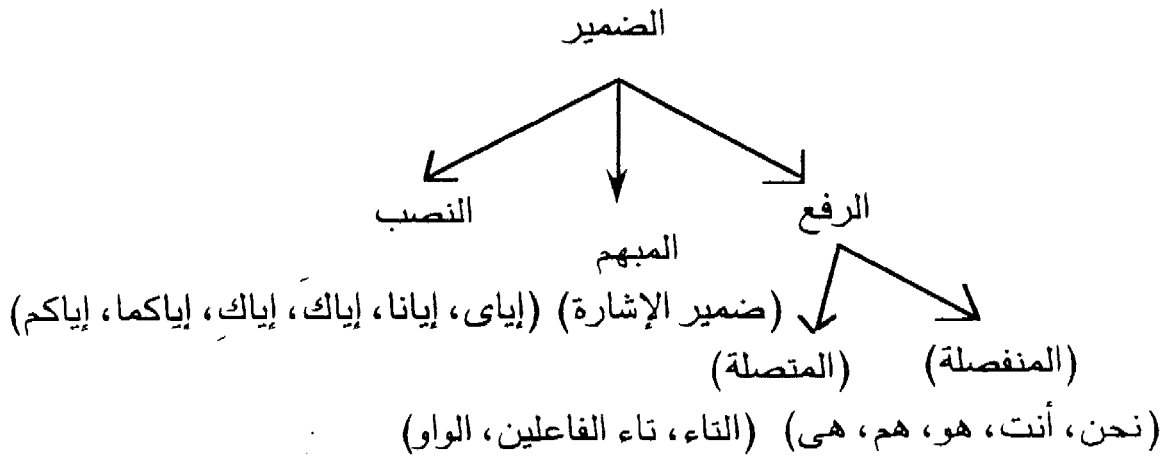 الضمير
الرفع
النصب
المبهم
(ضمير الإشارة) (إياى، إيانا، إياكَ، إياكِ، إياكما، إياكم)
(المنفصلة) (المتصلة)
(نحن، أنت، هو، هم، هى) (التاء، تاء الفاعلين، الواو)